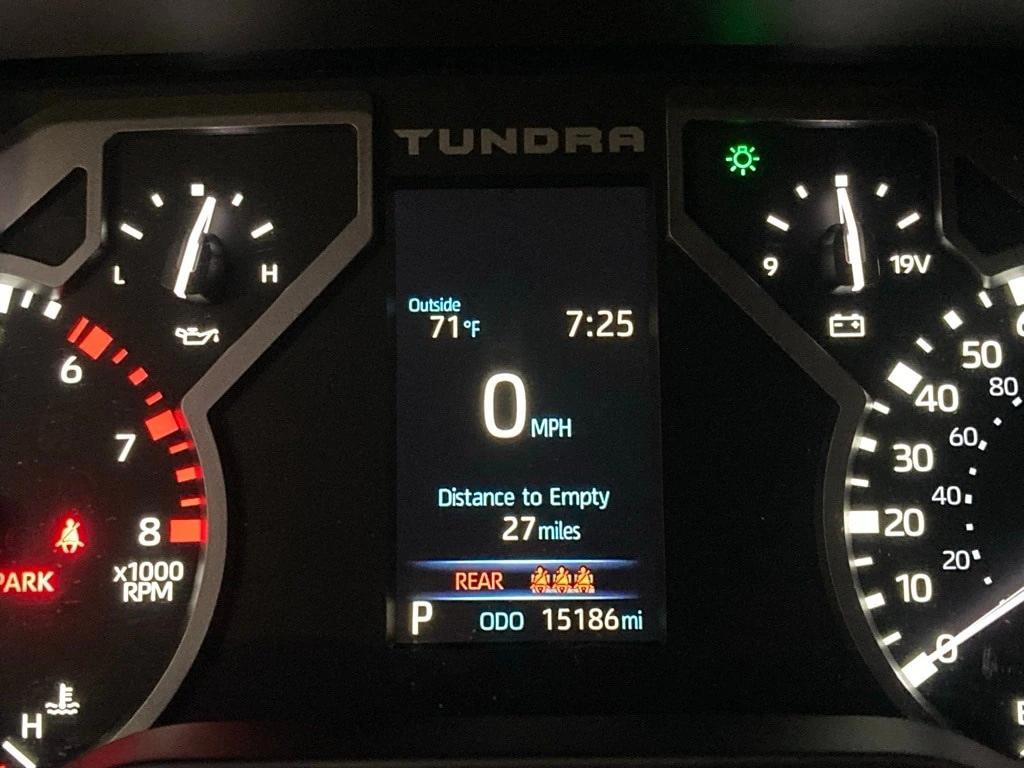 TUNDRA
L H
9 19V
Outside
71°F 7:25
0 MPH
Distance to Empty
27 miles
REAR
P ODO 15186 mi
6
7
8
x1000
RPM
PARK
H
50
40
30
20
10
0
80
60
40
20